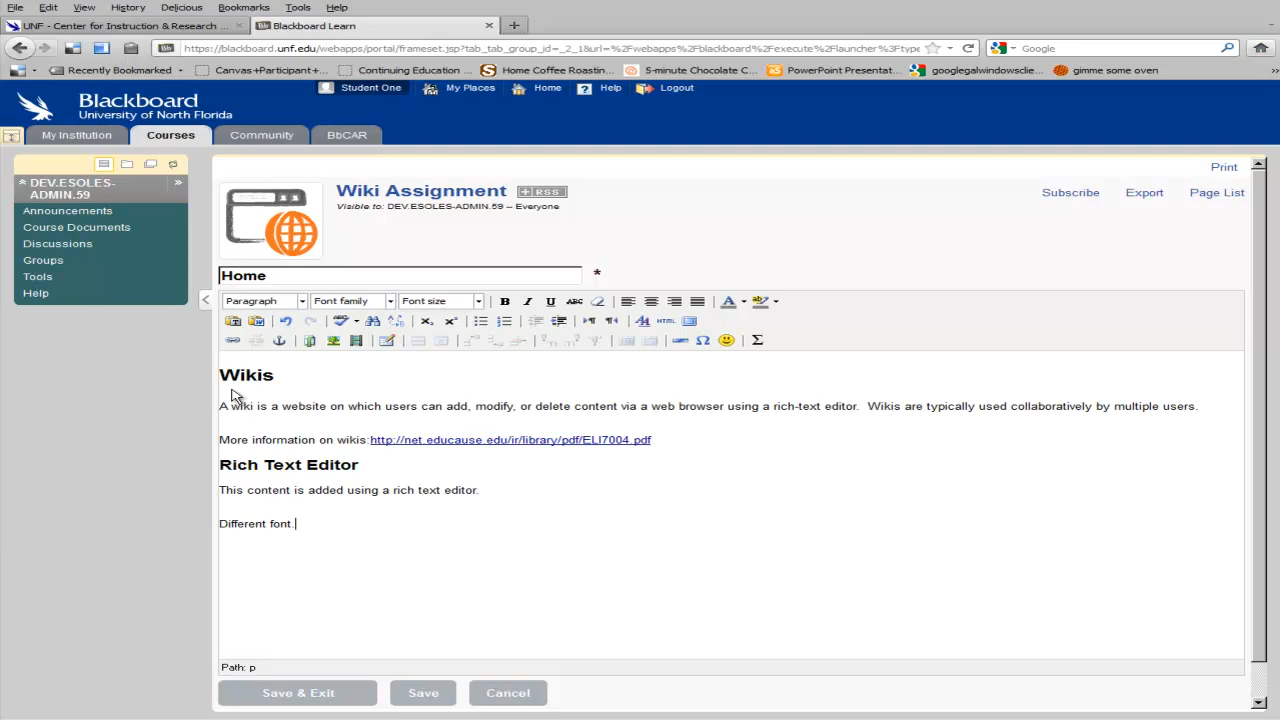 File Edit View History Delicious Bookmarks Tools Help
UNF - Center for Instruction & Research ... Blackboard Learn
https://blackboard.unf.edu/webapps/portal/frameset.jsp?tab_tab_group_id=_2_1&url=%2Fwebapps%2Fblackboard%2Fexecute%2Flauncher%3Ftype Google
Recently Bookmarked Canvas+Participant+... Continuing Education ... Home Coffee Roastin... 5-minute Chocolate C... PowerPoint Presentat... googlegalwindowsclie... gimme some oven
Blackboard
University of North Florida
Student One My Places Home Help Logout
My Institution Courses Community BbCAR
Print
DEV.ESOLES-
ADMIN.59
Announcements
Course Documents
Discussions
Groups
Tools
Help
Wiki Assignment + RSS
Visible to: DEV.ESOLES-ADMIN.59 – Everyone
Subscribe Export Page List
Home *
Paragraph Font family Font size B I U ABC
HTML
Ω Σ
Wikis
A wiki is a website on which users can add, modify, or delete content via a web browser using a rich-text editor. Wikis are typically used collaboratively by multiple users.
More information on wikis:http://net.educause.edu/ir/library/pdf/ELI7004.pdf
Rich Text Editor
This content is added using a rich text editor.
Different font.
Path: p
Save & Exit Save Cancel